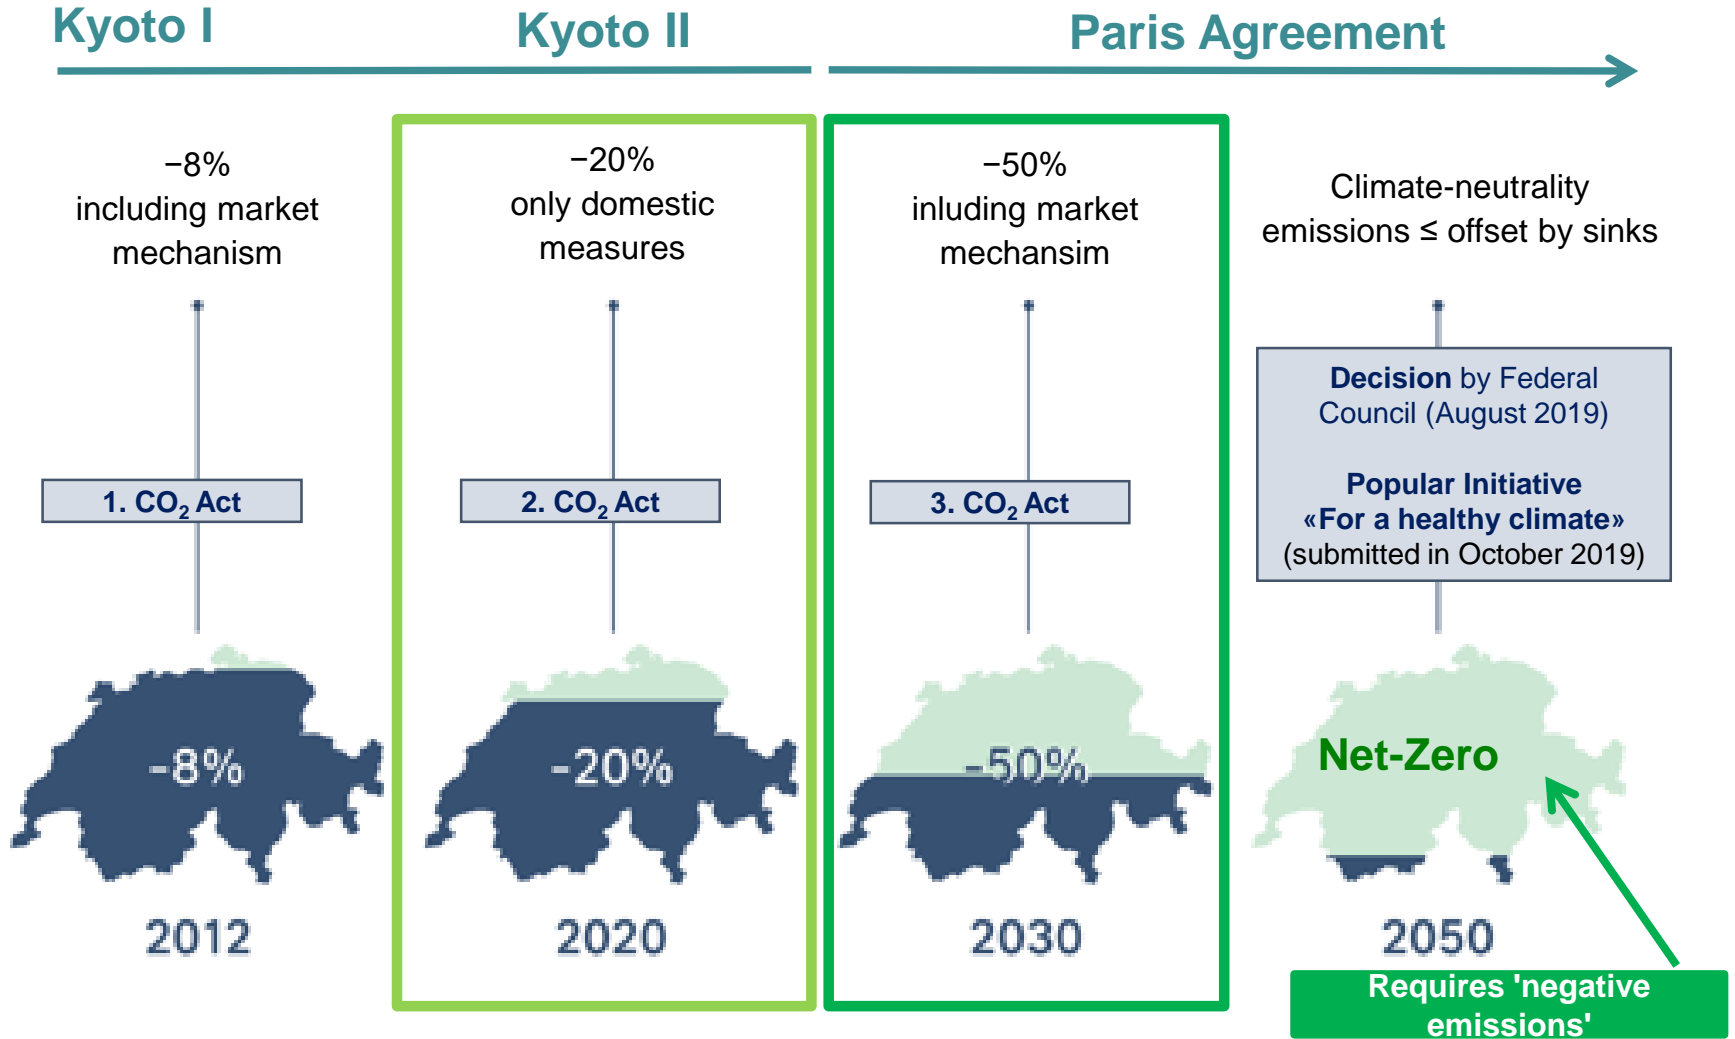 Kyoto I
Kyoto II
Paris Agreement
−8%
including market
mechanism
−20%
only domestic
measures
−50%
inluding market
mechansim
Climate-neutrality
emissions ≤ offset by sinks
1. CO₂ Act
2. CO₂ Act
3. CO₂ Act
Decision by Federal
Council (August 2019)
Popular Initiative
«For a healthy climate»
(submitted in October 2019)
-8%
-20%
-50%
Net-Zero
2012
2020
2030
2050
Requires 'negative
emissions'